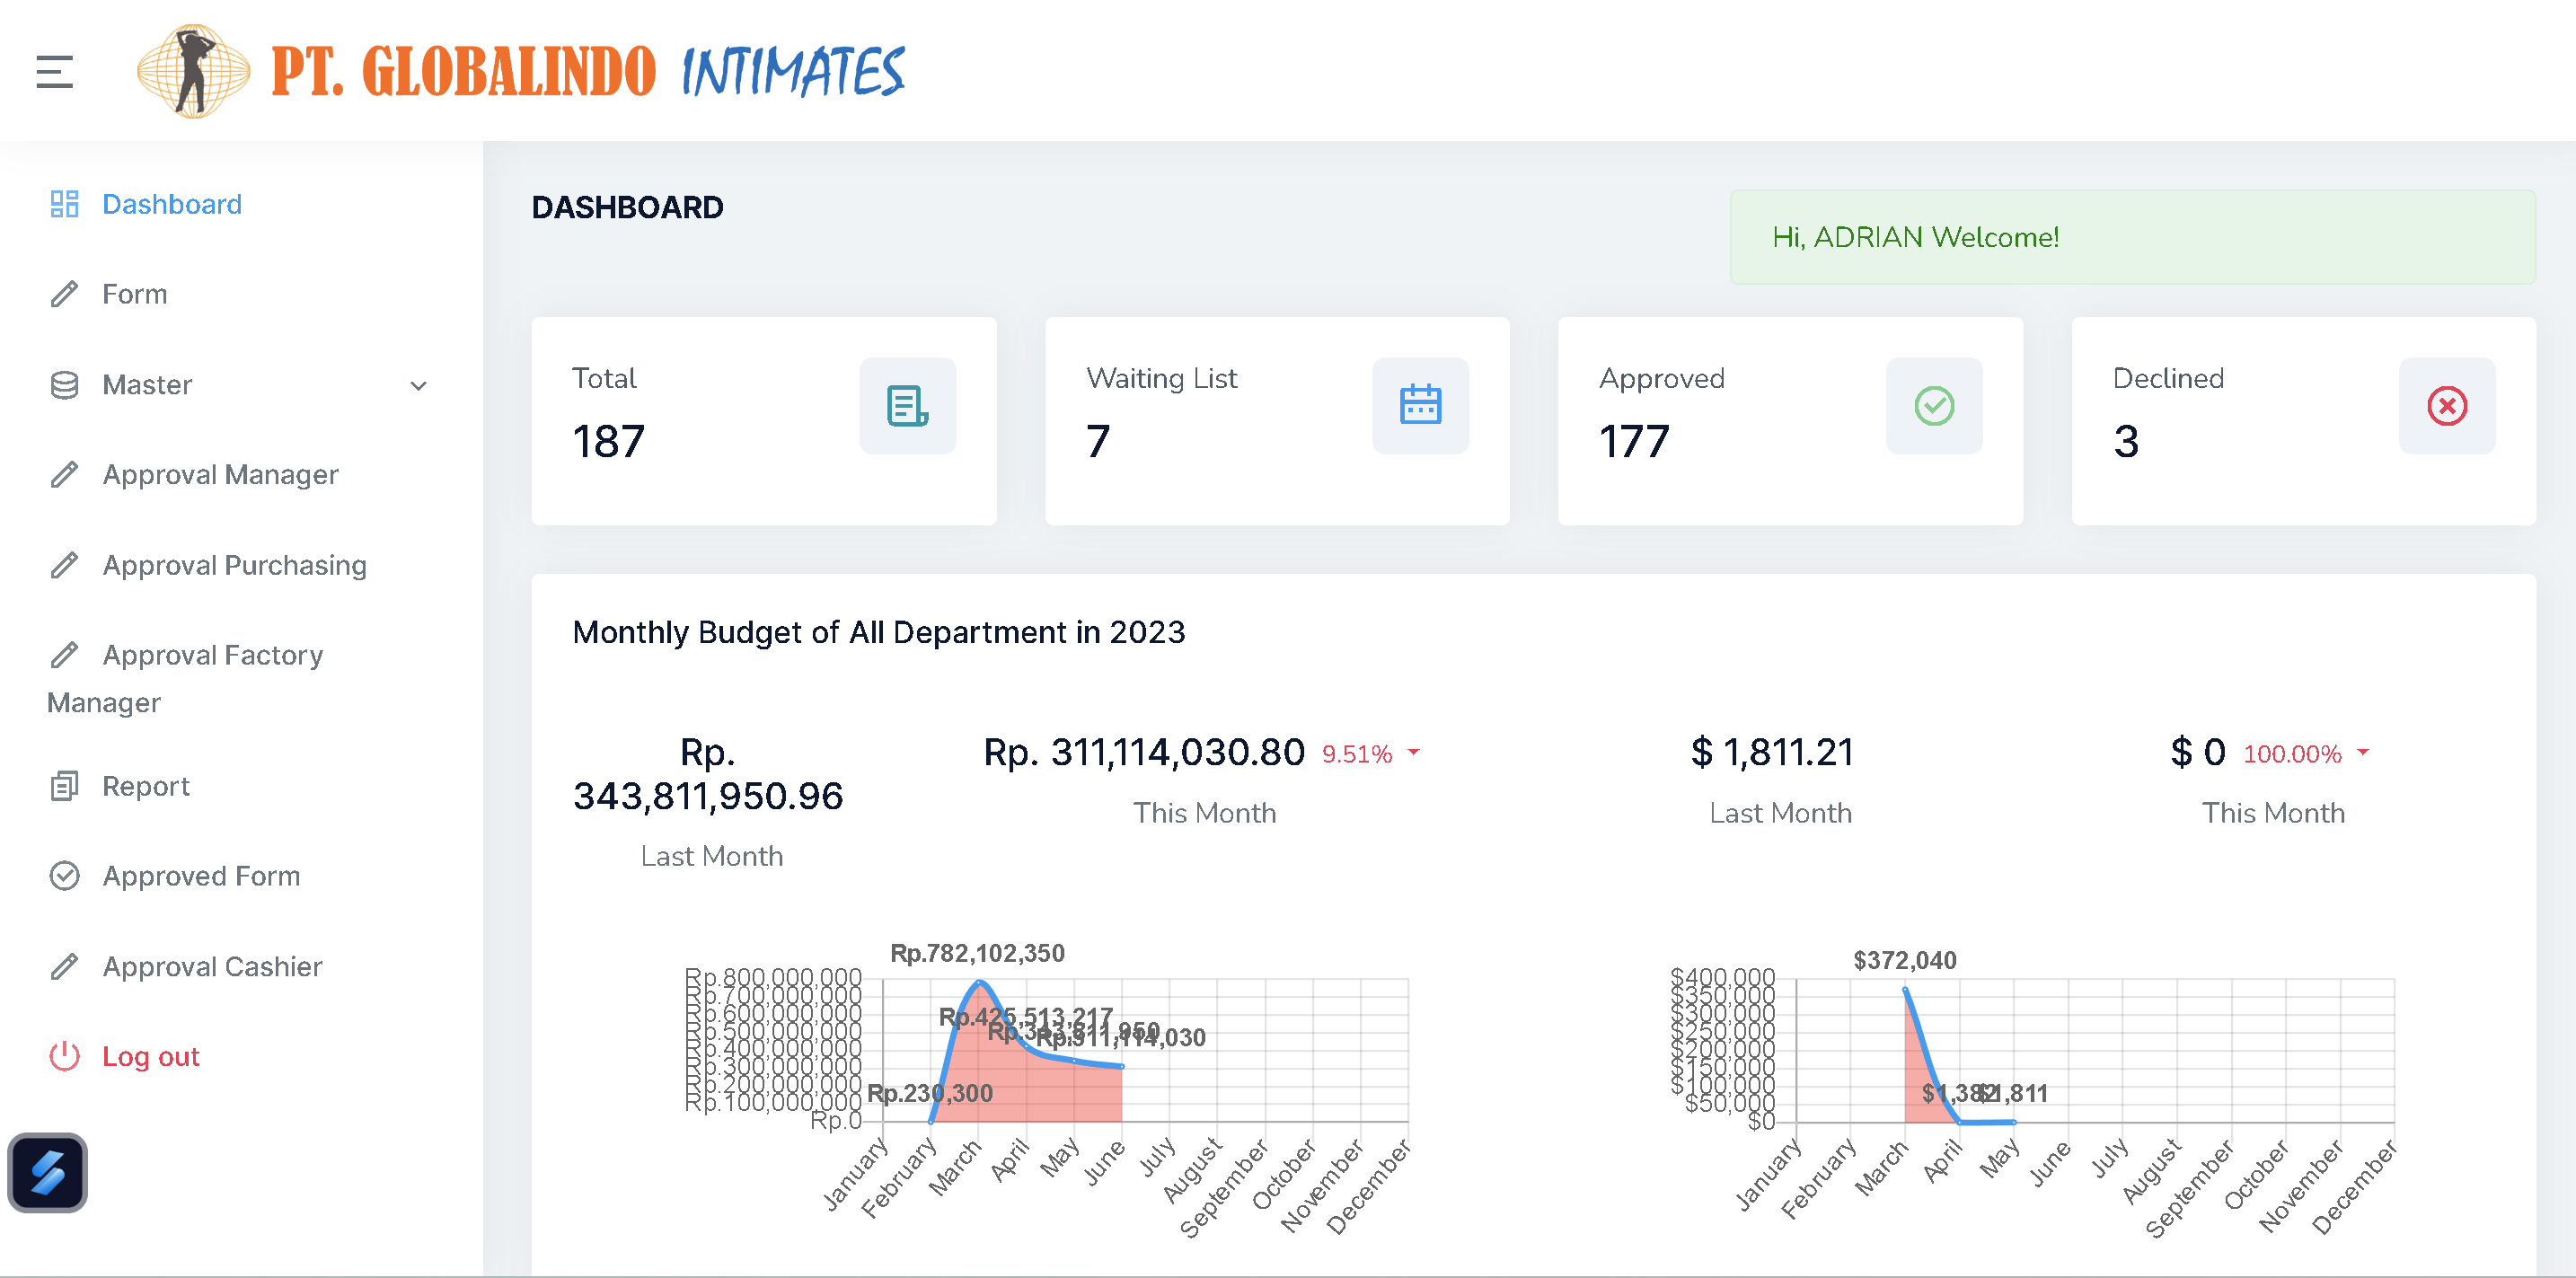 PT. GLOBALINDO INTIMATES
Dashboard
Form
Master
Approval Manager
Approval Purchasing
Approval Factory
Manager
Report
Approved Form
Approval Cashier
Log out
DASHBOARD
Hi, ADRIAN Welcome!
Total
187
Waiting List
7
Approved
177
Declined
3
Monthly Budget of All Department in 2023
Rp.
343,811,950.96
Last Month
Rp. 311,114,030.80 9.51%
This Month
$ 1,811.21
Last Month
$ 0 100.00%
This Month
Rp.782,102,350
Rp.425,513,217
Rp.343,811,950
Rp.311,114,030
Rp.230,300
Rp.800,000,000
Rp.700,000,000
Rp.600,000,000
Rp.500,000,000
Rp.400,000,000
Rp.300,000,000
Rp.200,000,000
Rp.100,000,000
Rp.0
January
February
March
April
May
June
July
August
September
October
November
December
$372,040
$1,382
$1,811
$400,000
$350,000
$300,000
$250,000
$200,000
$150,000
$100,000
$50,000
$0
January
February
March
April
May
June
July
August
September
October
November
December